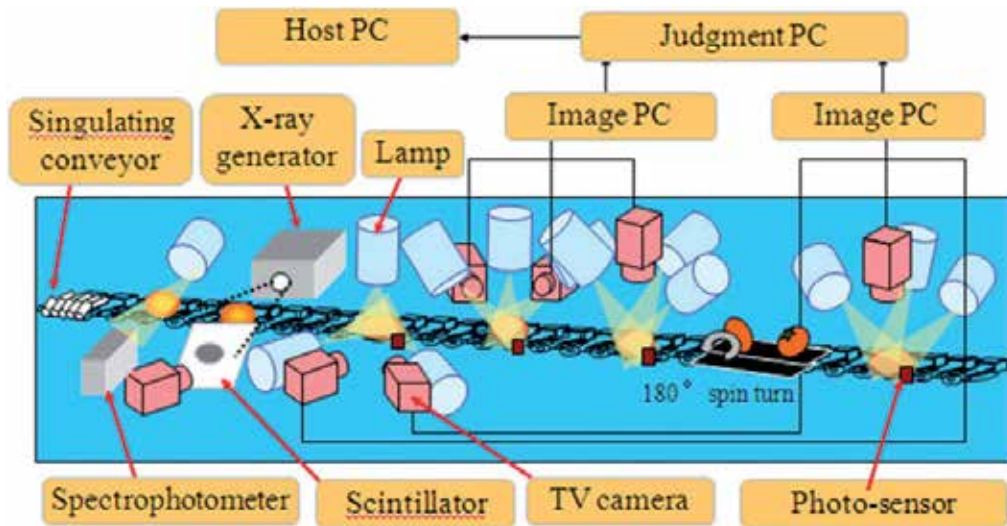 Host PC
Judgment PC
Singulating
conveyor
X-ray
generator
Lamp
Image PC
Image PC
180° spin turn
Spectrophotometer
Scintillator
TV camera
Photo-sensor